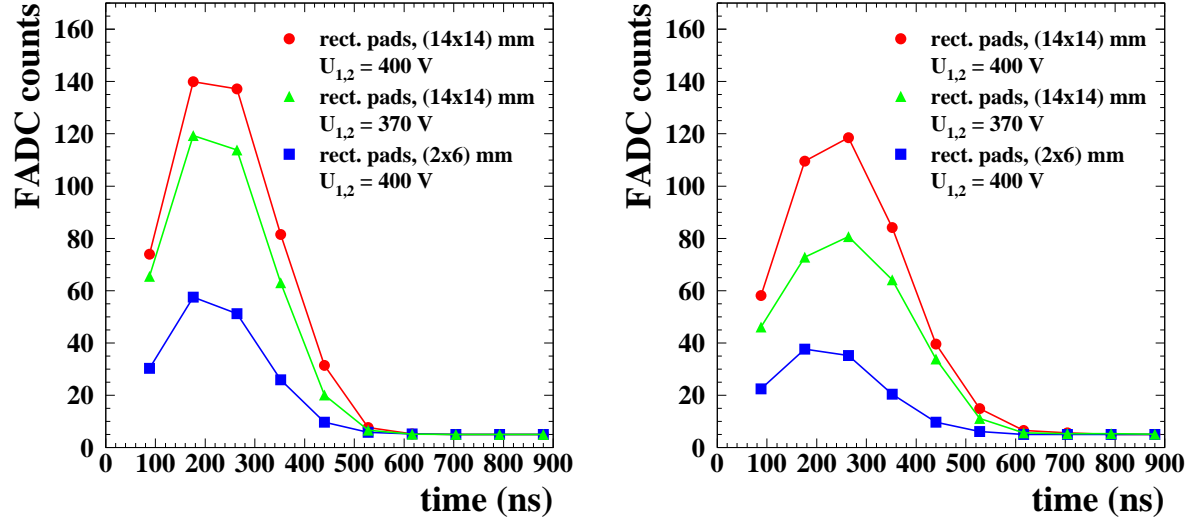 FADC counts
160
140
120
100
80
60
40
20
0
0 100 200 300 400 500 600 700 800 900
time (ns)
rect. pads, (14x14) mm
U1,2 = 400 V
rect. pads, (14x14) mm
U1,2 = 370 V
rect. pads, (2x6) mm
U1,2 = 400 V
FADC counts
160
140
120
100
80
60
40
20
0
0 100 200 300 400 500 600 700 800 900
time (ns)
rect. pads, (14x14) mm
U1,2 = 400 V
rect. pads, (14x14) mm
U1,2 = 370 V
rect. pads, (2x6) mm
U1,2 = 400 V